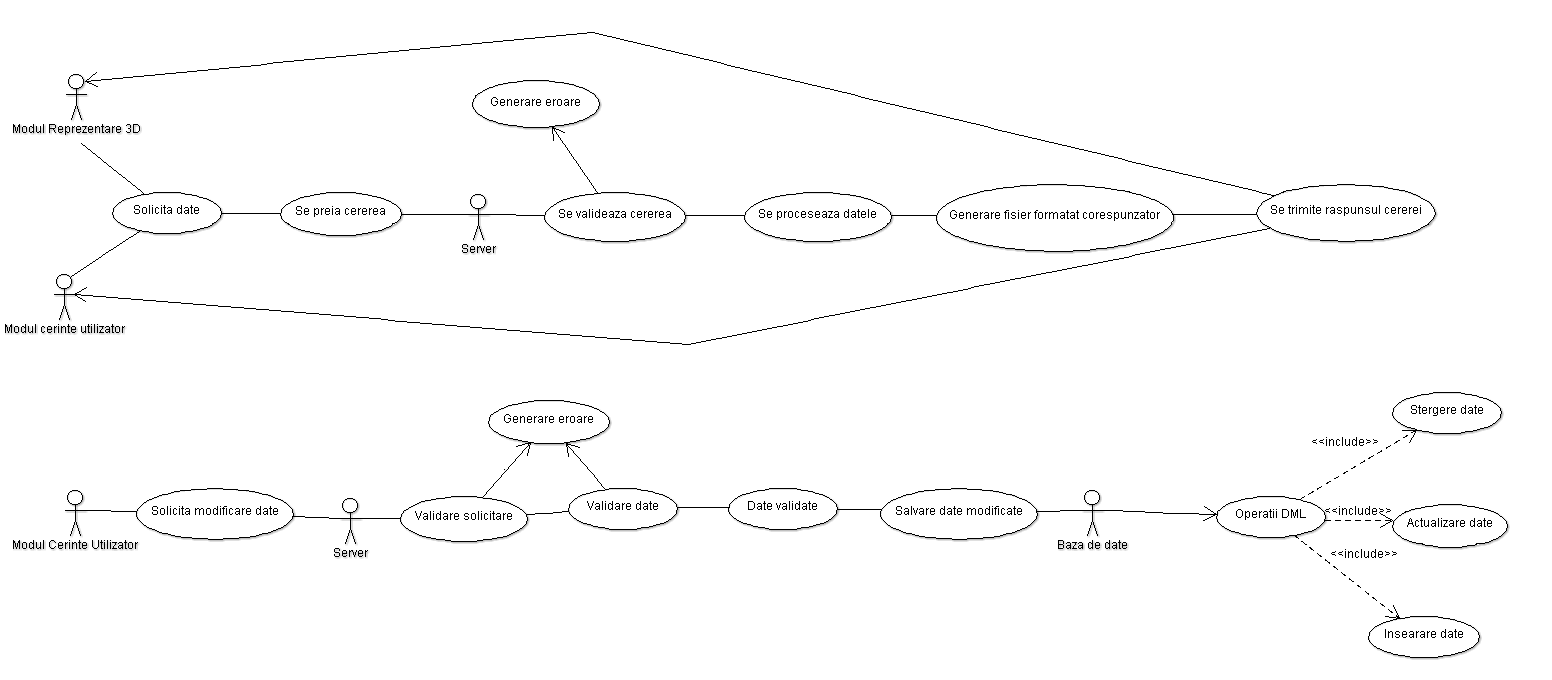 Modul Reprezentare 3D
Generare eroare
Solicita date
Se preia cererea
Server
Se valideaza cererea
Se proceseaza datele
Generare fisier formatat corespunzator
Se trimite raspunsul cererei
Modul cerinte utilizator
Generare eroare
Stergere date
<<include>>
Modul Cerinte Utilizator
Solicita modificare date
Server
Validare solicitare
Validare date
Date validate
Salvare date modificate
Baza de date
Operatii DML
<<include>>
Actualizare date
<<include>>
Insearare date